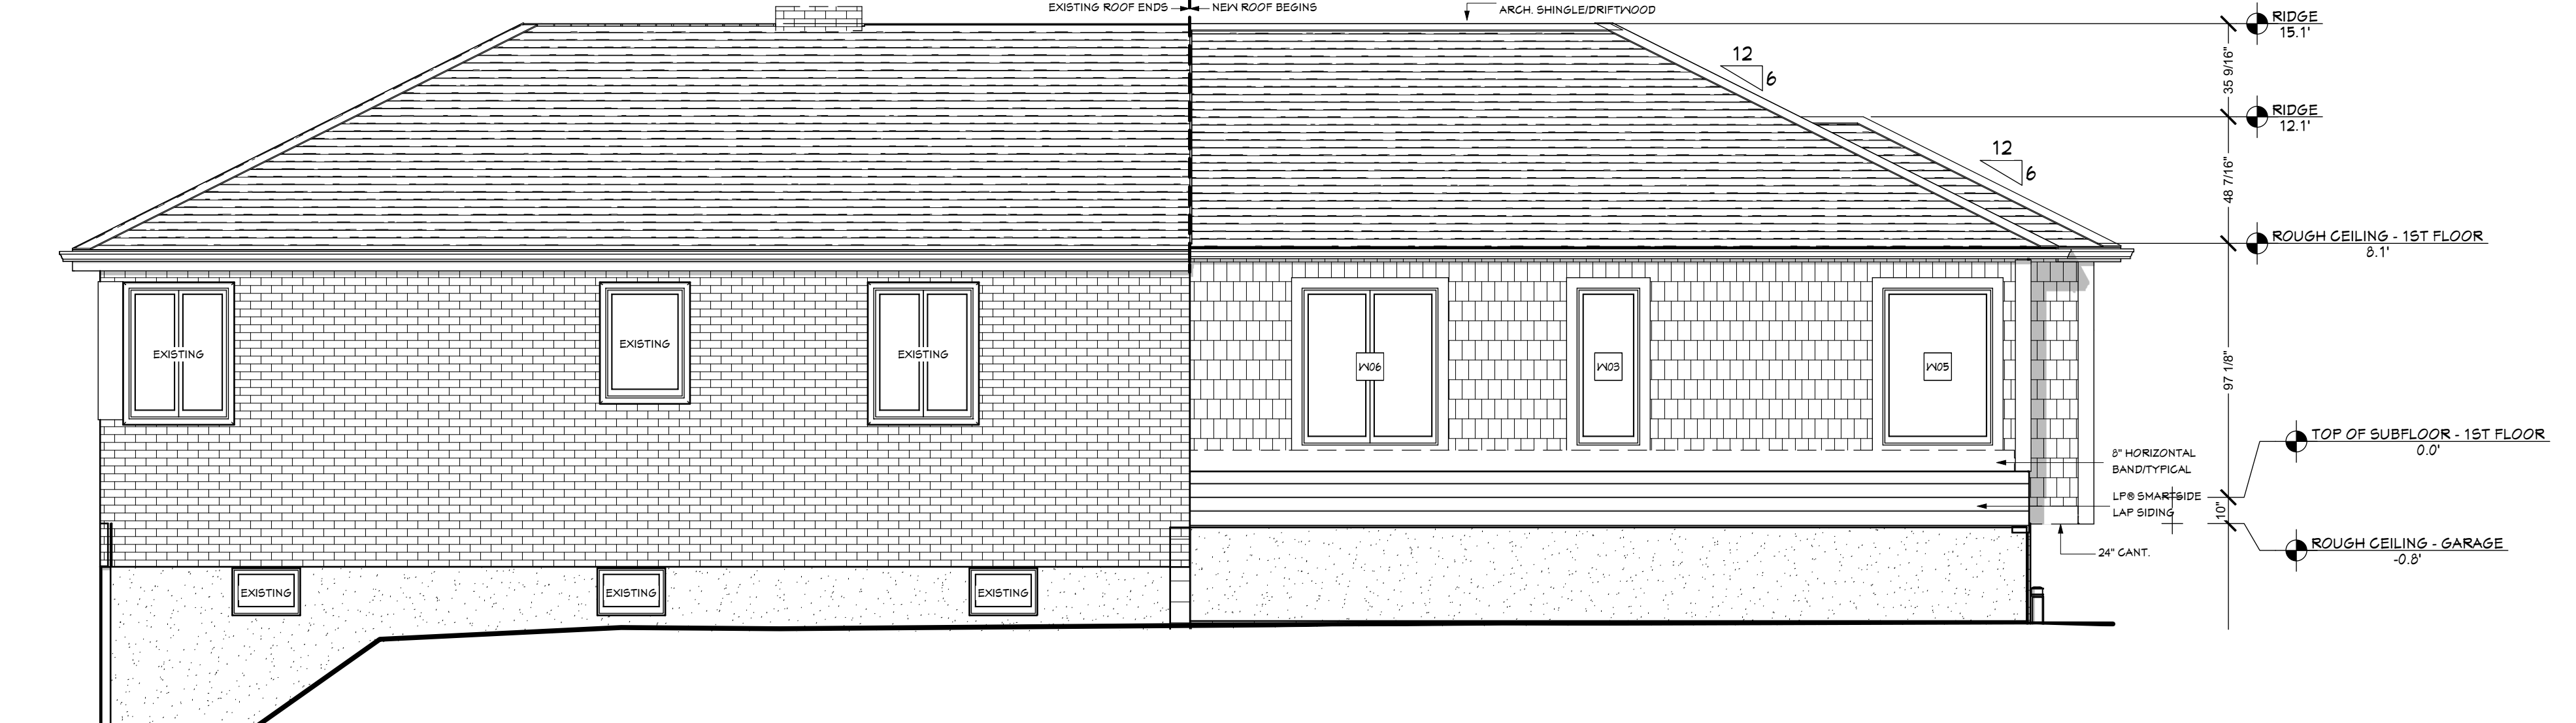 EXISTING ROOF ENDS
NEW ROOF BEGINS
ARCH. SHINGLE/DRIFTWOOD
RIDGE
15.1'
12
6
35 9/16"
RIDGE
12.1'
12
6
48 7/16"
ROUGH CEILING - 1ST FLOOR
8.1'
EXISTING
EXISTING
EXISTING
W06
W03
W05
97 1/8"
TOP OF SUBFLOOR - 1ST FLOOR
0.0'
8" HORIZONTAL
BAND/TYPICAL
LP® SMARTSIDE
LAP SIDING
10"
24" CANT.
ROUGH CEILING - GARAGE
-0.8'
EXISTING
EXISTING
EXISTING